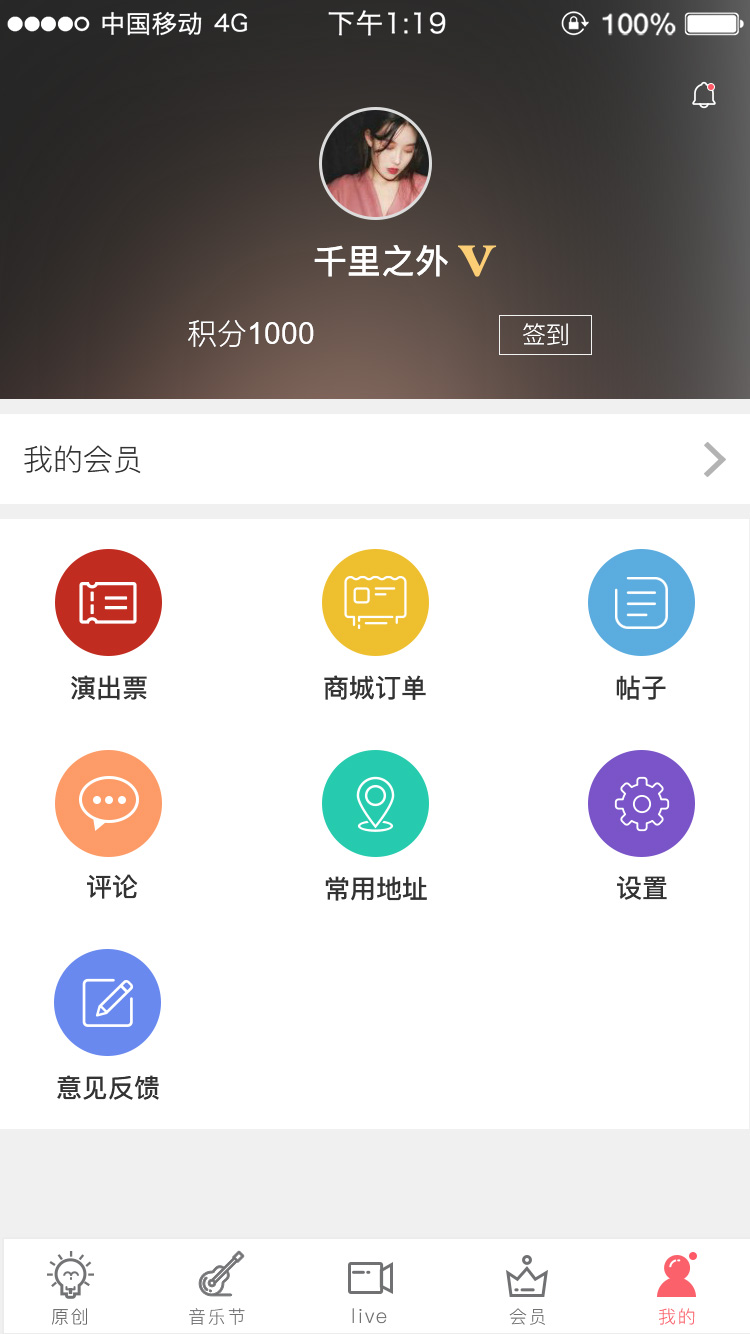 中国移动 4G 下午1:19 100%
千里之外 V
积分1000 签到
我的会员
演出票 商城订单 帖子
评论 常用地址 设置
意见反馈
原创 音乐节 live 会员 我的